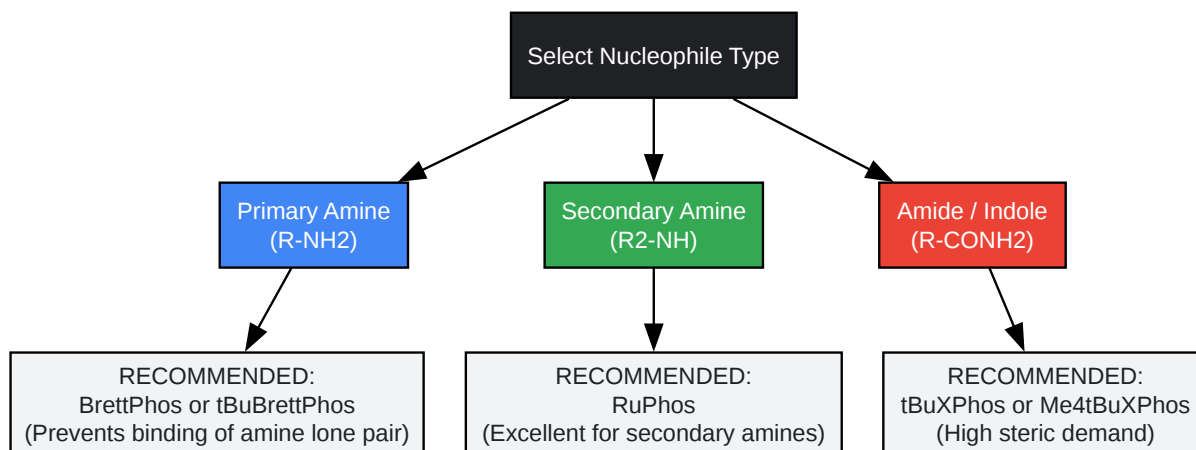 Select Nucleophile Type
Primary Amine
(R-NH2)
Secondary Amine
(R2-NH)
Amide / Indole
(R-CONH2)
RECOMMENDED:
BrettPhos or tBuBrettPhos
(Prevents binding of amine lone pair)
RECOMMENDED:
RuPhos
(Excellent for secondary amines)
RECOMMENDED:
tBuXPhos or Me4tBuXPhos
(High steric demand)